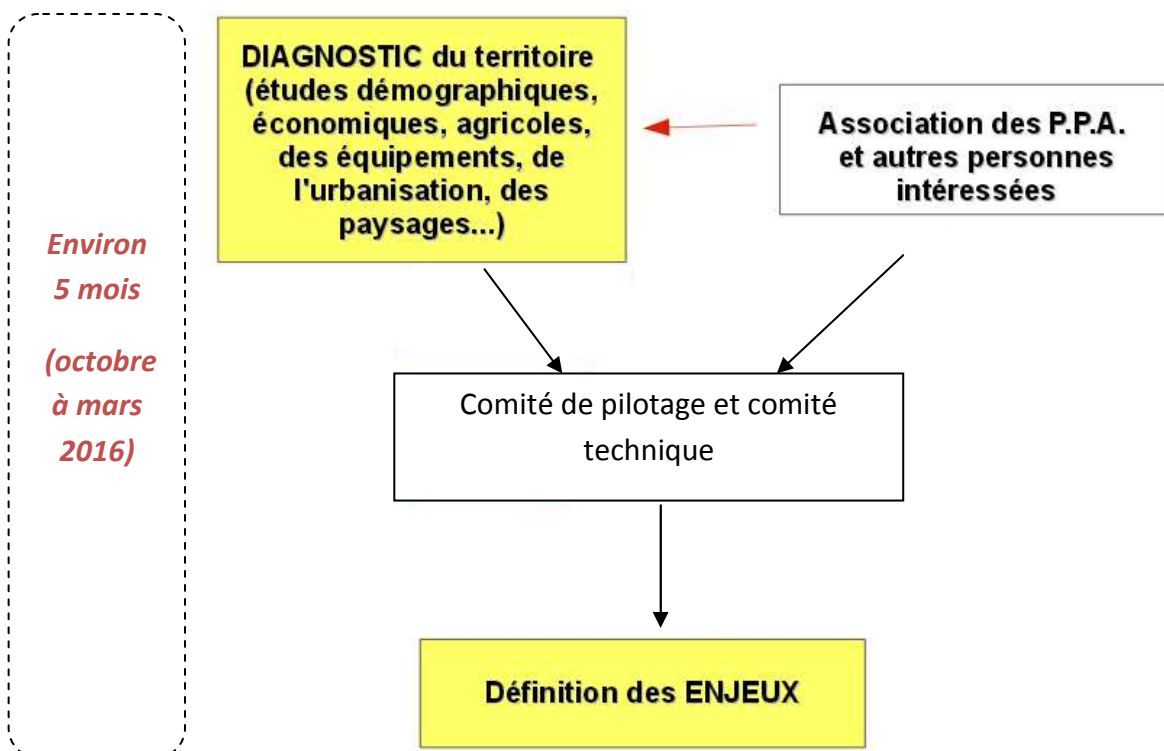 DIAGNOSTIC du territoire
(études démographiques,
économiques, agricoles,
des équipements, de
l'urbanisation, des
paysages...)
Association des P.P.A.
et autres personnes
intéressées
Environ
5 mois
(octobre
à mars
2016)
Comité de pilotage et comité
technique
Définition des ENJEUX